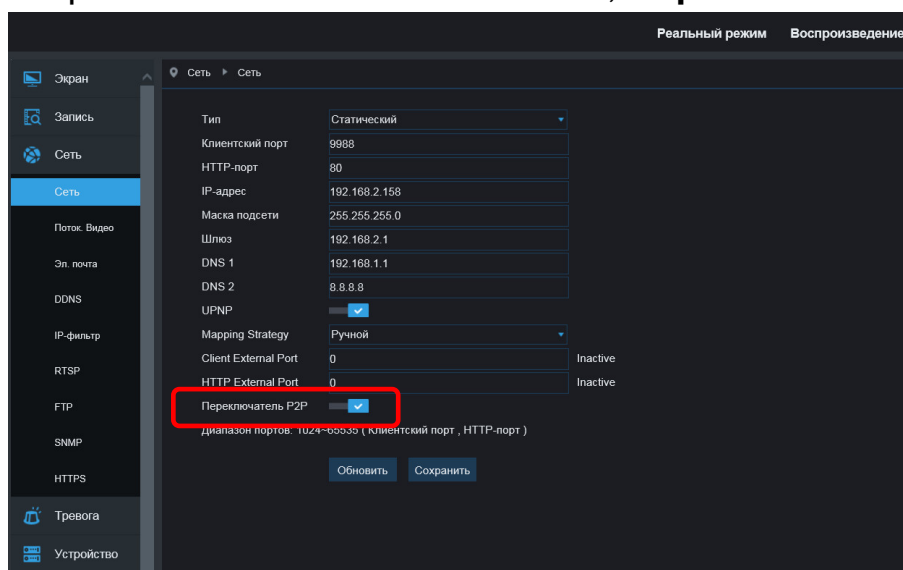 Реальный режим Воспроизведение
Экран
Запись
Сеть
Сеть
Поток. Видео
Эл. почта
DDNS
IP-фильтр
RTSP
FTP
SNMP
HTTPS
Тревога
Устройство
Сеть Сеть
Тип Статический
Клиентский порт 9988
HTTP-порт 80
IP-адрес 192.168.2.158
Маска подсети 255.255.255.0
Шлюз 192.168.2.1
DNS 1 192.168.1.1
DNS 2 8.8.8.8
UPNP
Mapping Strategy Ручной
Client External Port 0 Inactive
HTTP External Port 0 Inactive
Переключатель P2P
Диапазон портов: 1024~65535 ( Клиентский порт , HTTP-порт )
Обновить Сохранить